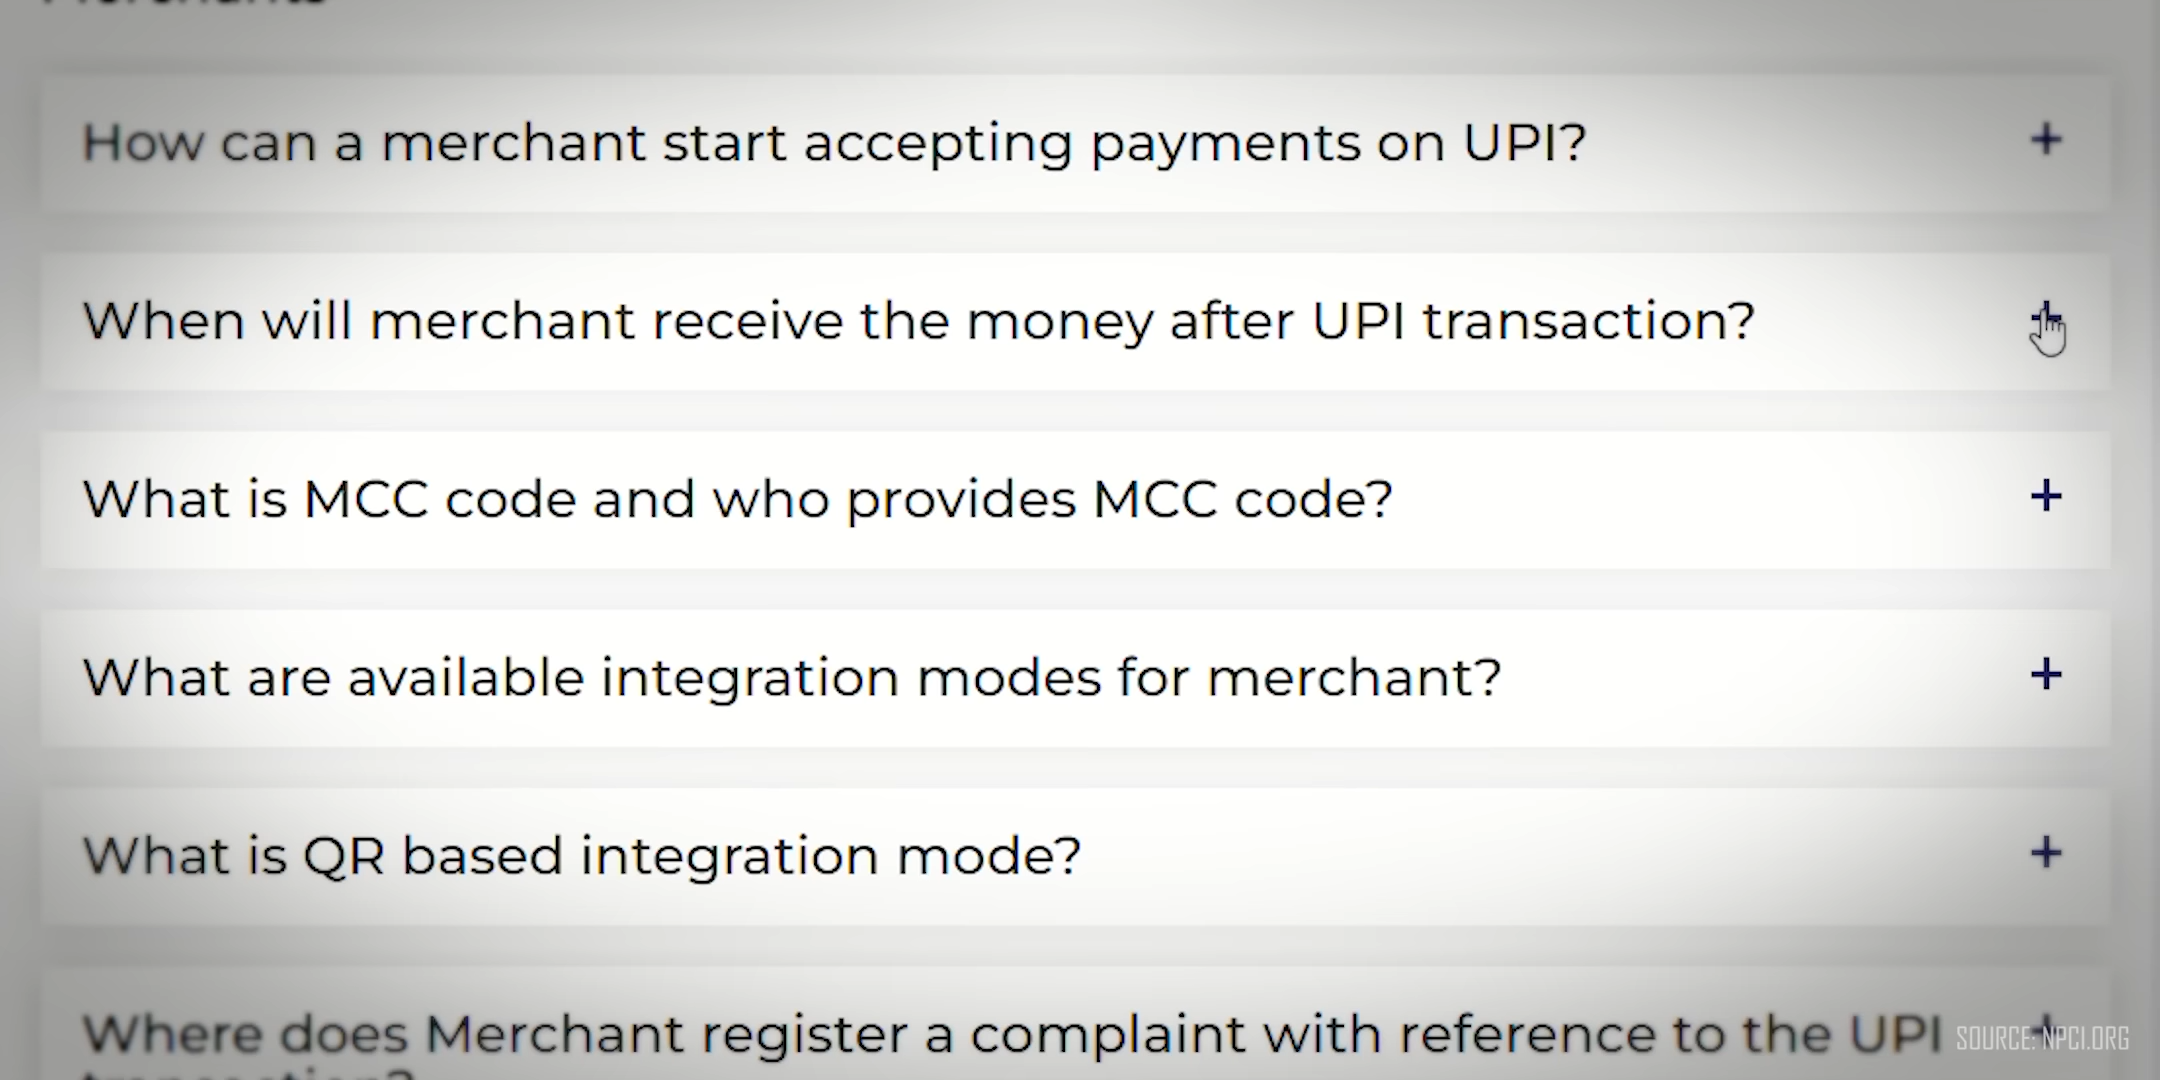 Merchants
How can a merchant start accepting payments on UPI?
When will merchant receive the money after UPI transaction?
What is MCC code and who provides MCC code?
What are available integration modes for merchant?
What is QR based integration mode?
Where does Merchant register a complaint with reference to the UPI
transaction?
SOURCE: NPCI.ORG